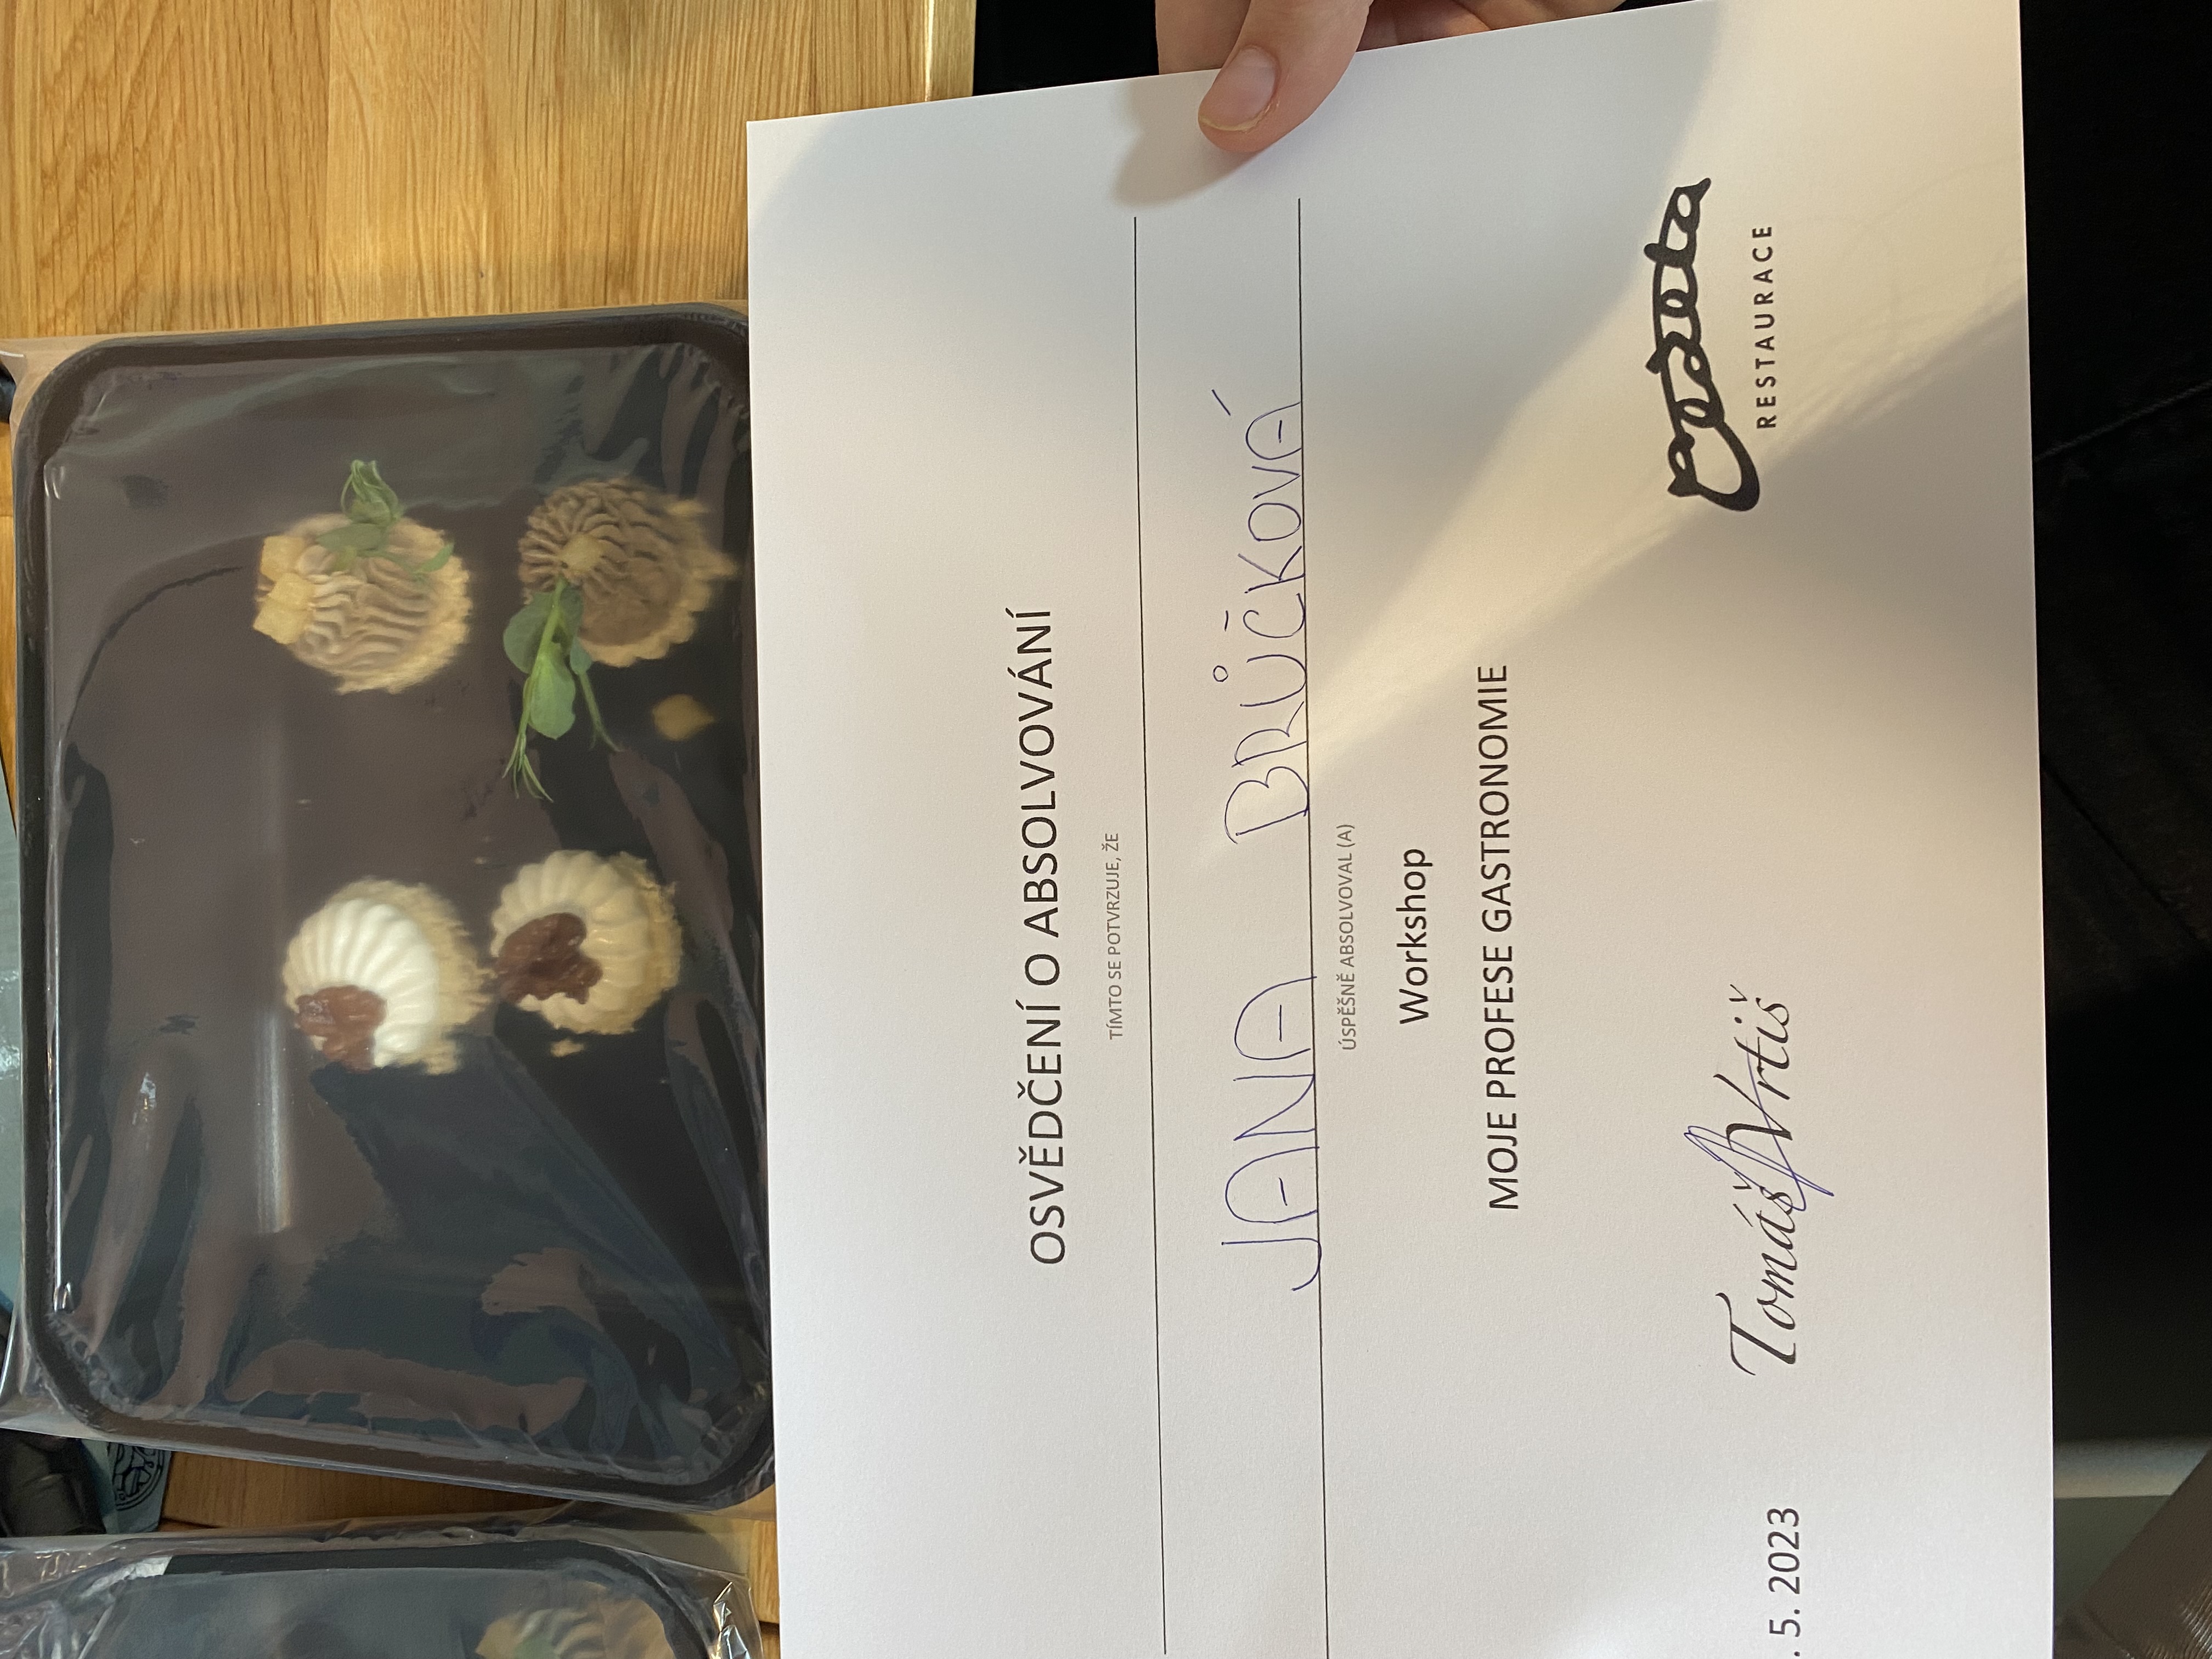 OSVĚDČENÍ O ABSOLVOVÁNÍ
TÍMTO SE POTVRZUJE, ŽE
JANA BRŮČKOVÁ
ÚSPĚŠNĚ ABSOLVOVAL (A)
Workshop
MOJE PROFESE GASTRONOMIE
. 5. 2023 Tomáš Vrtiš
RESTAURACE